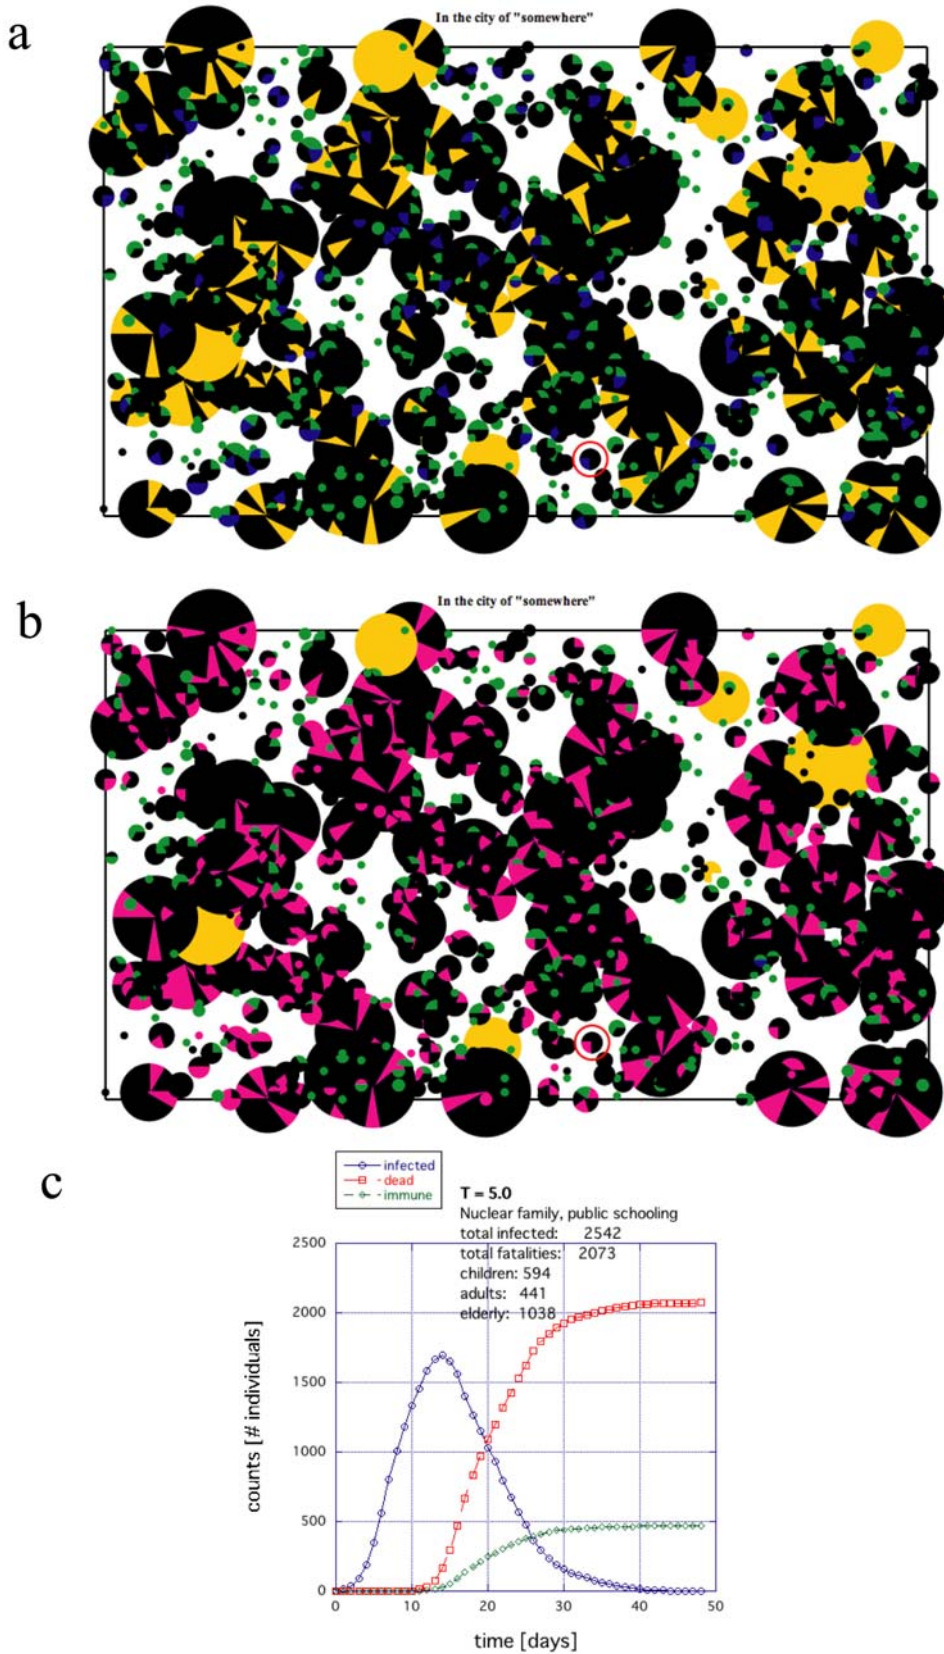 a
In the city of "somewhere"
b
In the city of "somewhere"
c
infected
dead
immune
T = 5.0
Nuclear family, public schooling
total infected: 2542
total fatalities: 2073
children: 594
adults: 441
elderly: 1038
2500
2000
1500
1000
500
0
counts [# individuals]
0 10 20 30 40 50
time [days]